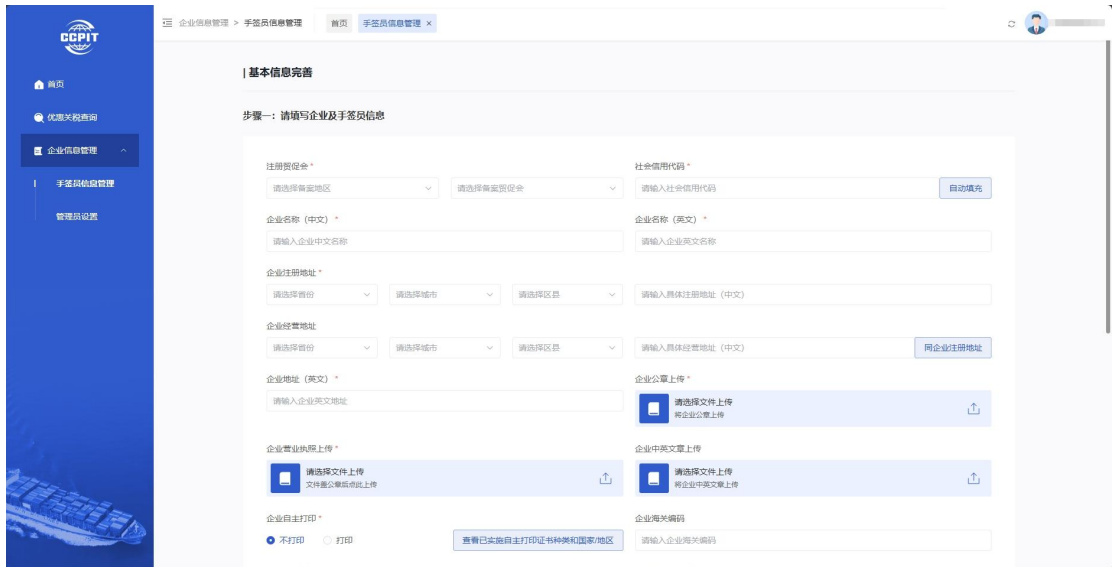 CCPIT
首页
优惠关税查询
企业信息管理
手签员信息管理
管理员设置
企业信息管理 > 手签员信息管理
首页
手签员信息管理 ×
基本信息完善
步骤一：请填写企业及手签员信息
注册贸促会 *
请选择备案地区
请选择备案贸促会
社会信用代码 *
请输入社会信用代码
自动填充
企业名称（中文） *
请输入企业中文名称
企业名称（英文） *
请输入企业英文名称
企业注册地址 *
请选择省份
请选择城市
请选择区县
请输入具体注册地址（中文）
企业经营地址
请选择省份
请选择城市
请选择区县
请输入具体经营地址（中文）
同企业注册地址
企业地址（英文） *
请输入企业英文地址
企业公章上传 *
请选择文件上传
将企业公章上传
企业营业执照上传 *
请选择文件上传
文件盖公章后点此上传
企业中英文章上传
请选择文件上传
将企业中英文章上传
企业自主打印 *
不打印
打印
查看已实施自主打印证书种类和国家/地区
企业海关编码
请输入企业海关编码